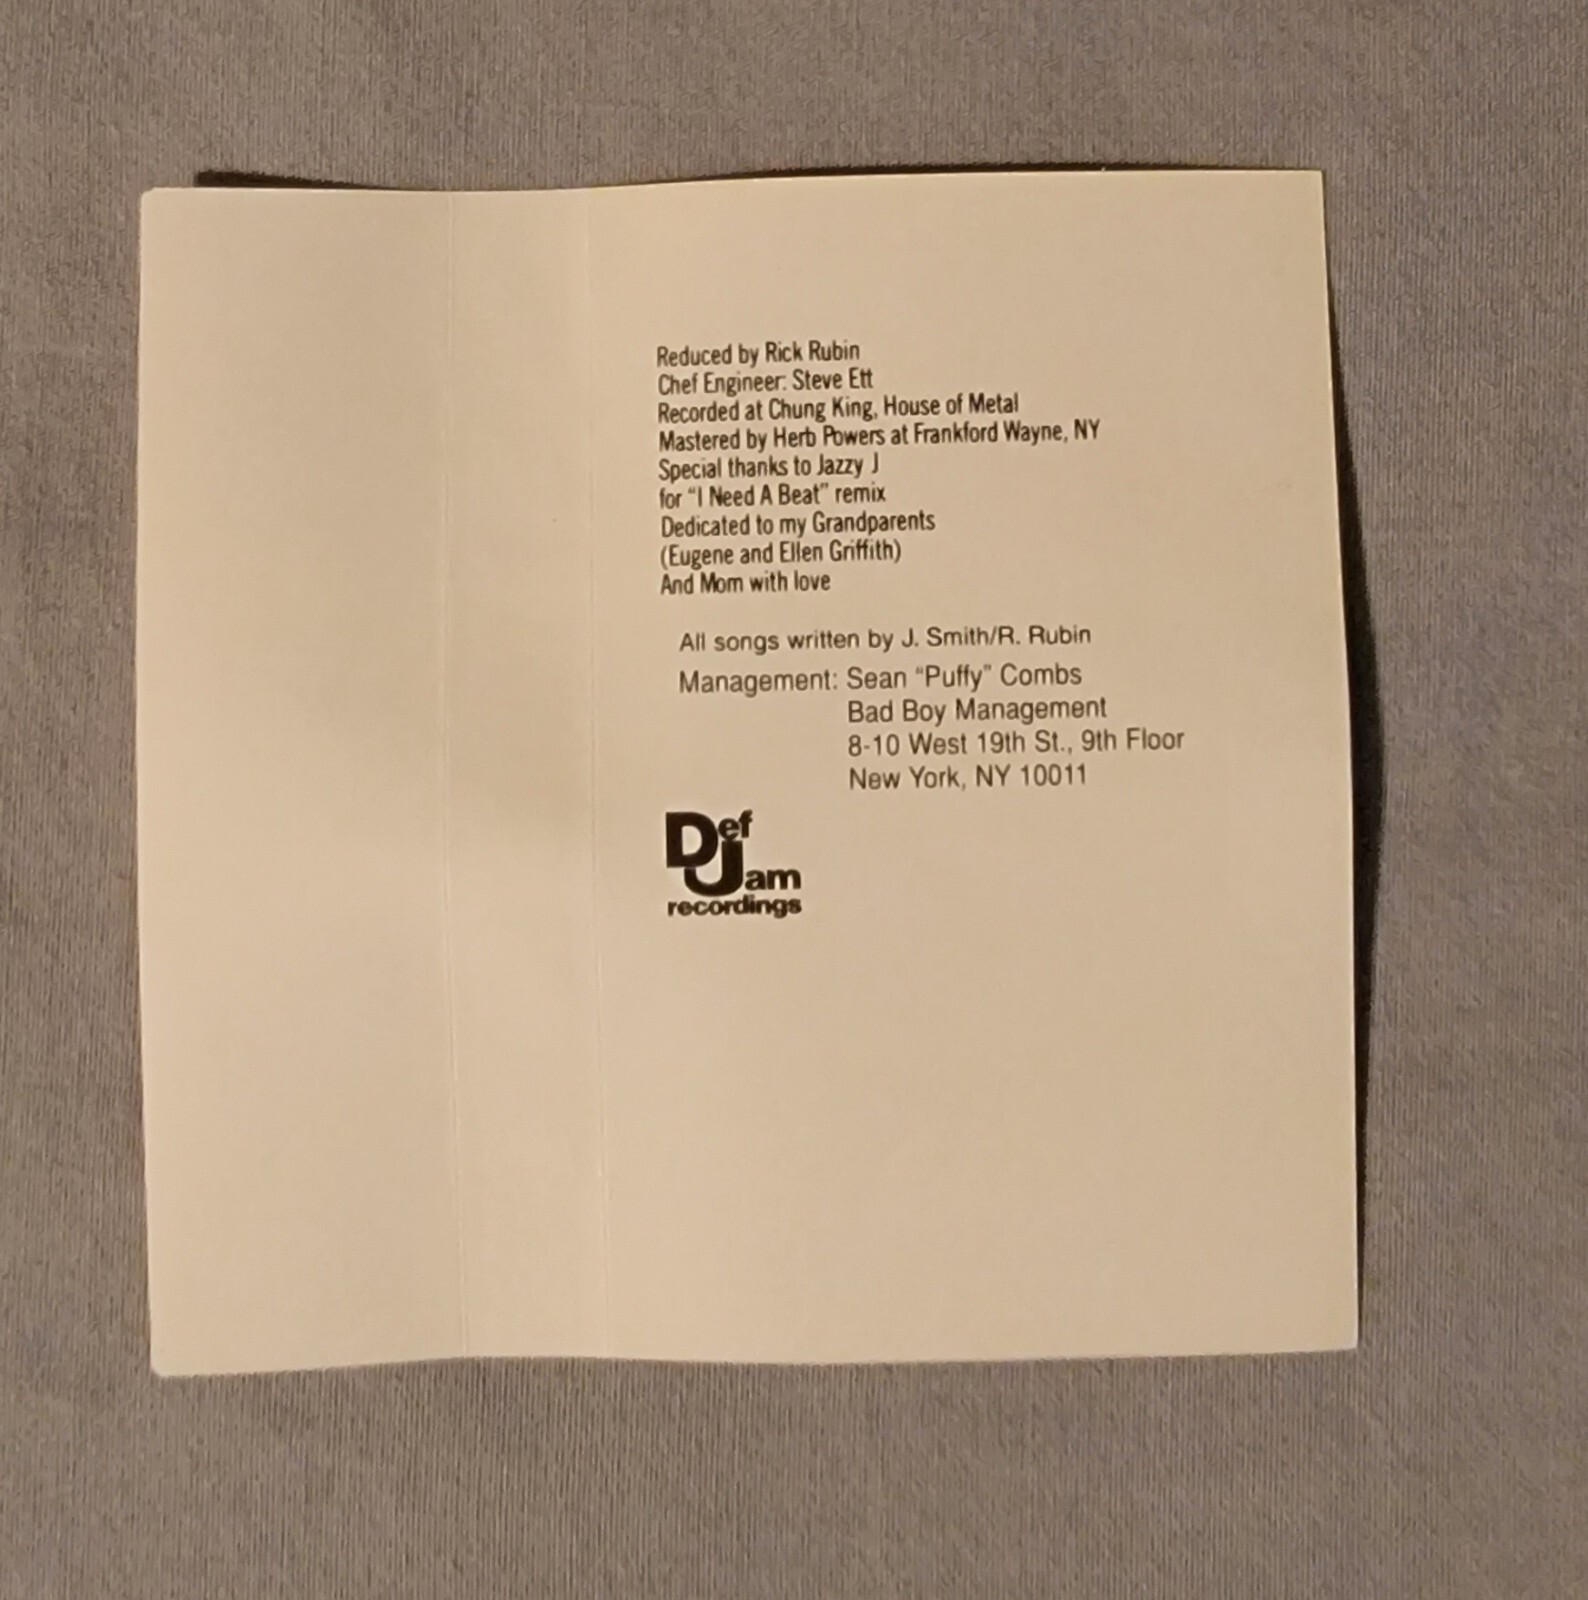 Reduced by Rick Rubin
Chef Engineer: Steve Ett
Recorded at Chung King, House of Metal
Mastered by Herb Powers at Frankford Wayne, NY
Special thanks to Jazzy J
for “I Need A Beat” remix
Dedicated to my Grandparents
(Eugene and Ellen Griffith)
And Mom with love
All songs written by J. Smith/R. Rubin
Management: Sean “Puffy” Combs
Bad Boy Management
8-10 West 19th St., 9th Floor
New York, NY 10011
Def
Jam
recordings